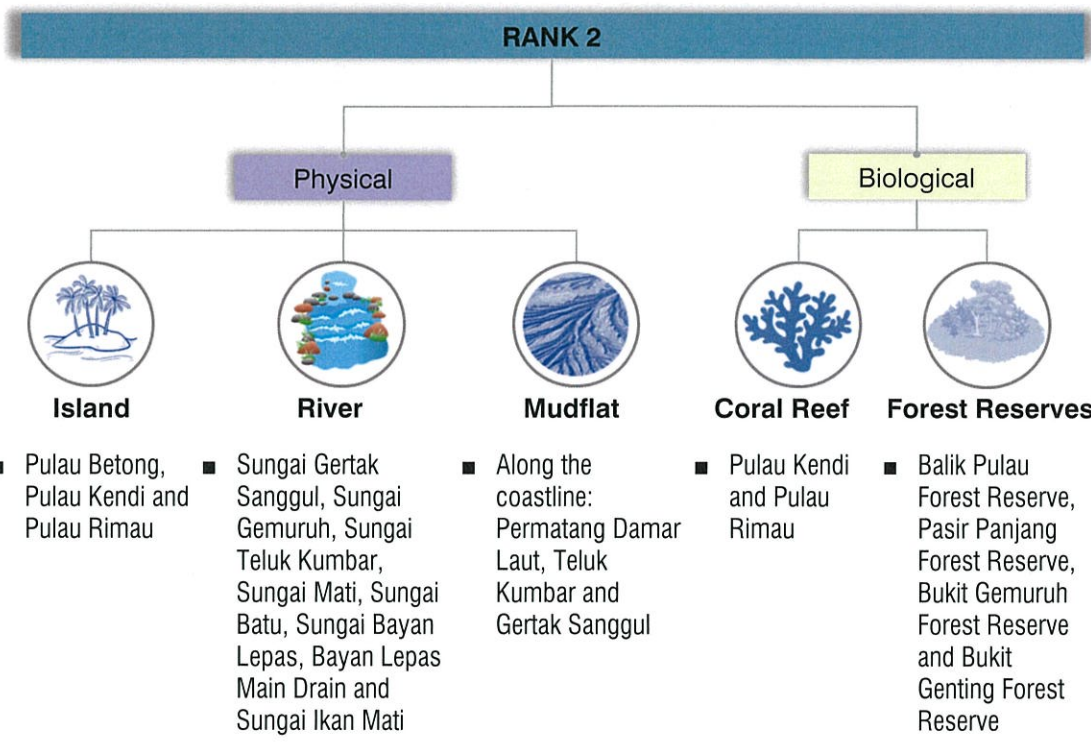 RANK 2
Physical
Biological
Island
River
Mudflat
Coral Reef
Forest Reserves
Pulau Betong,
Pulau Kendi and
Pulau Rimau
Sungai Gertak
Sanggul, Sungai
Gemuruh, Sungai
Teluk Kumbar,
Sungai Mati, Sungai
Batu, Sungai Bayan
Lepas, Bayan Lepas
Main Drain and
Sungai Ikan Mati
Along the
coastline:
Permatang Damar
Laut, Teluk
Kumbar and
Gertak Sanggul
Pulau Kendi
and Pulau
Rimau
Balik Pulau
Forest Reserve,
Pasir Panjang
Forest Reserve,
Bukit Gemuruh
Forest Reserve
and Bukit
Genting Forest
Reserve